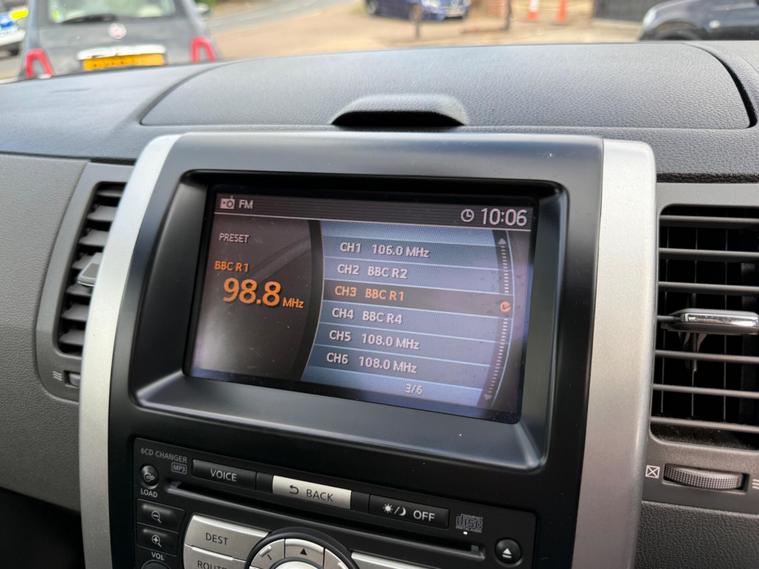 FM 10:06
PRESET
BBC R1
98.8 MHz
CH1 106.0 MHz
CH2 BBC R2
CH3 BBC R1
CH4 BBC R4
CH5 108.0 MHz
CH6 108.0 MHz
3/6
6CD CHANGER
MP3
LOAD
VOICE
BACK
OFF
disc
VOL
DEST
ROUTE